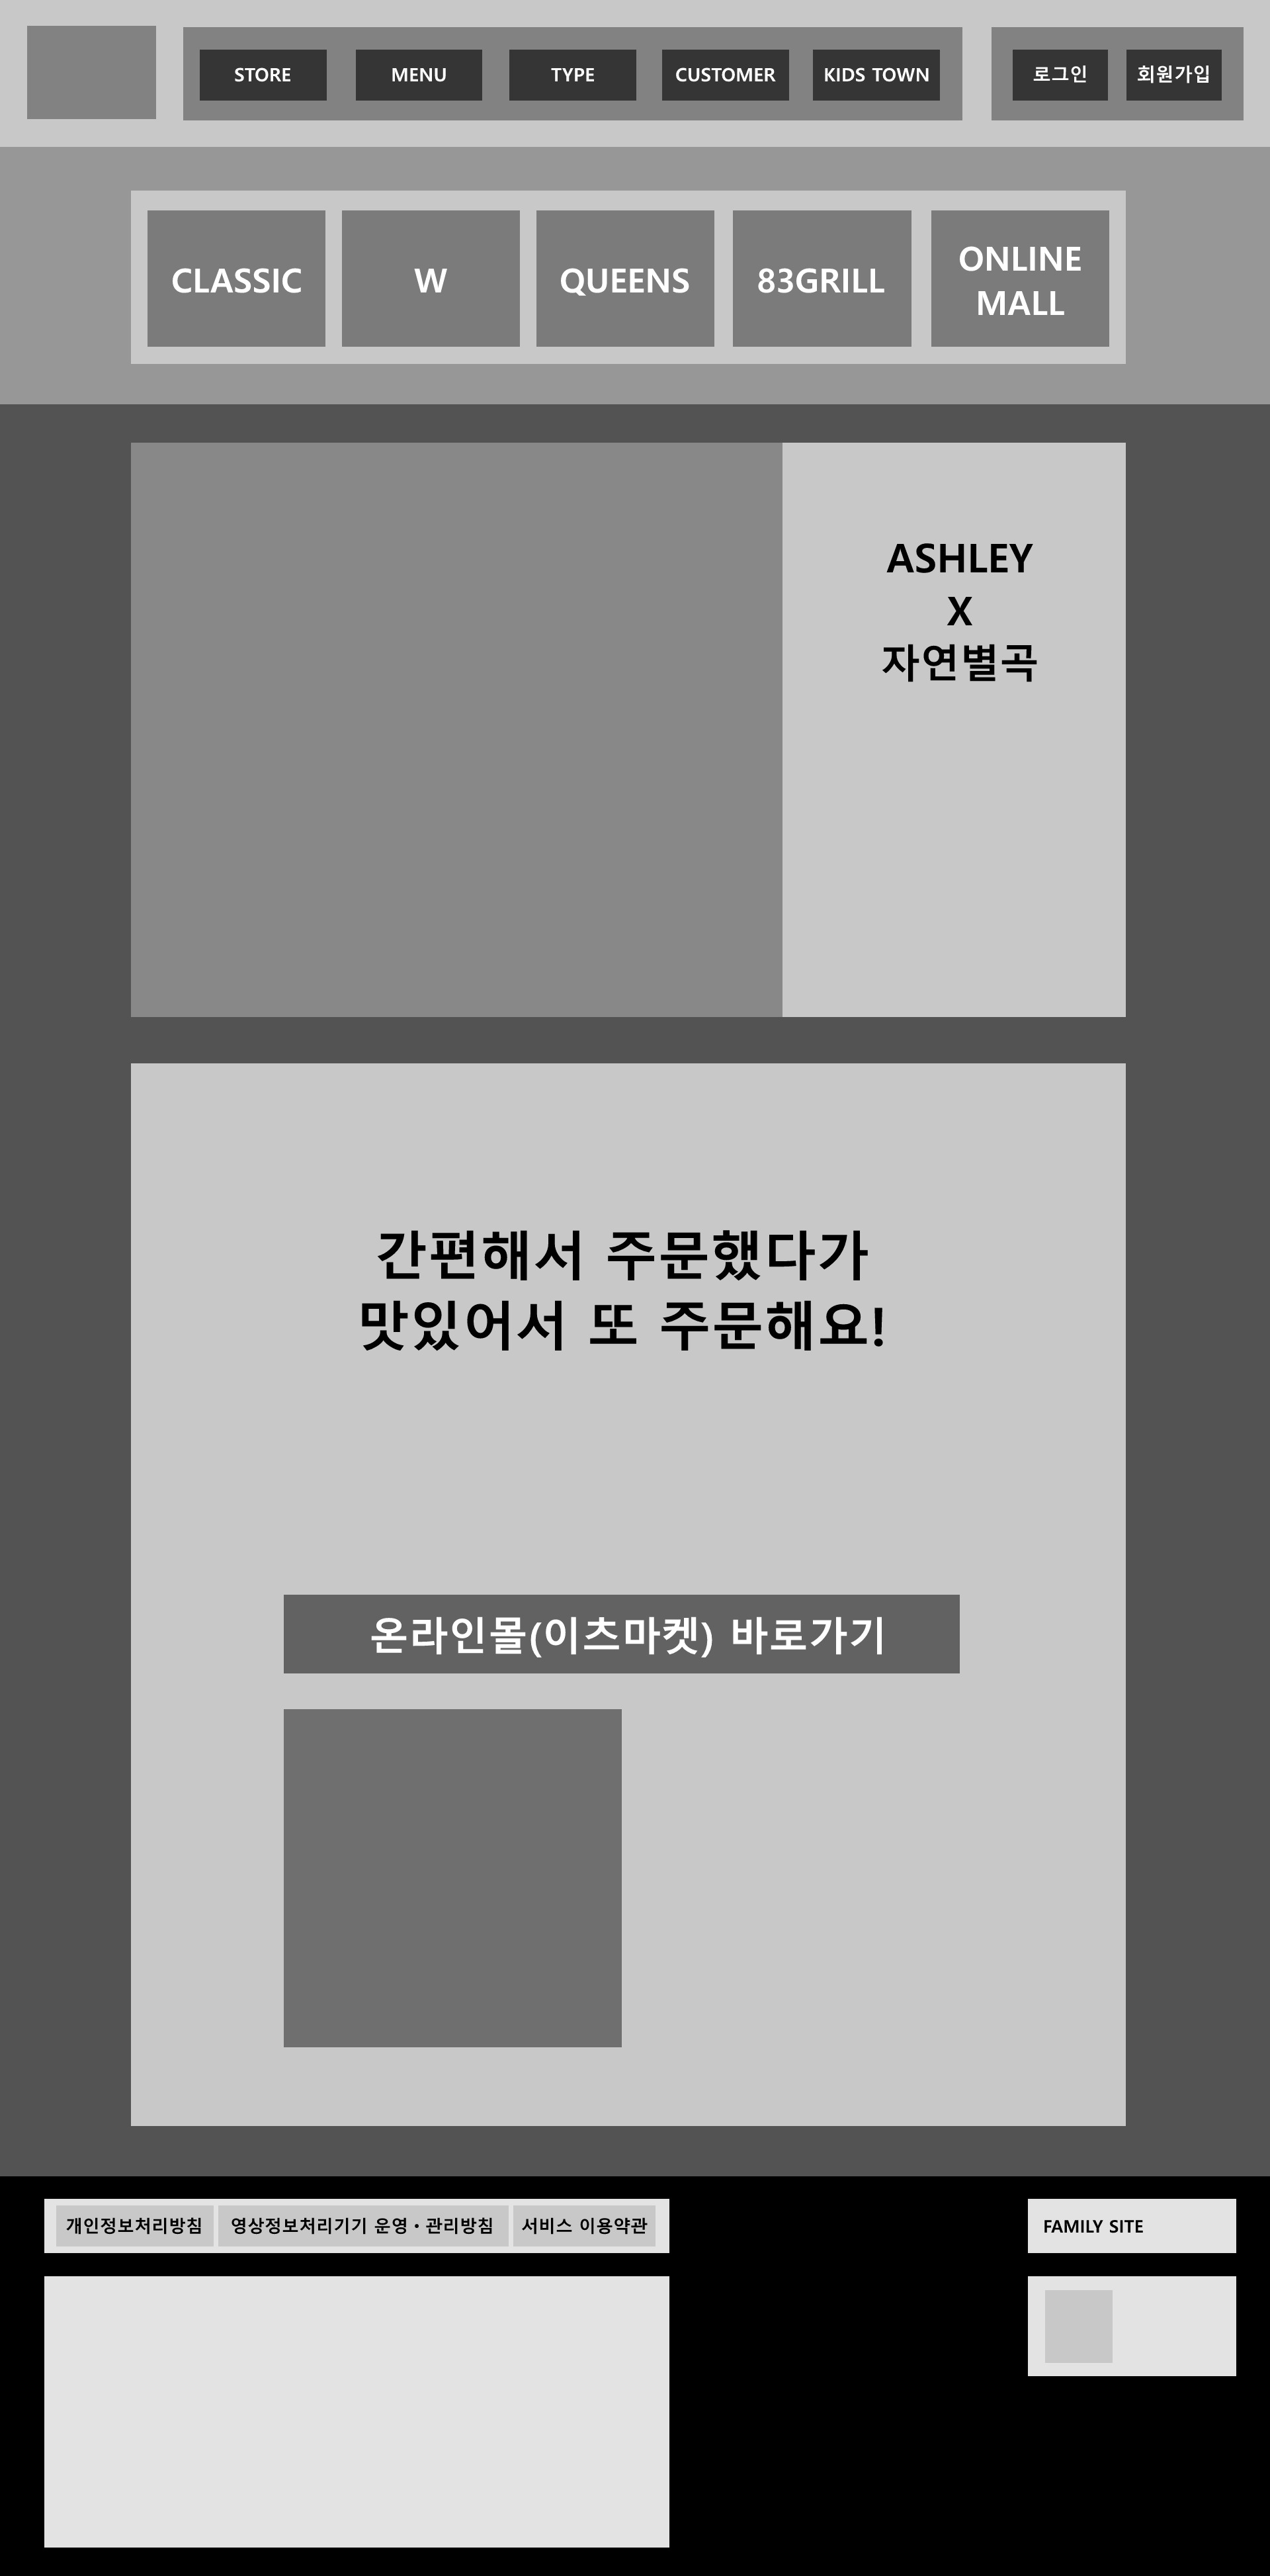 STORE MENU TYPE CUSTOMER KIDS TOWN 로그인 회원가입
CLASSIC W QUEENS 83GRILL ONLINE
MALL
ASHLEY
X
자연별곡
간편해서 주문했다가
맛있어서 또 주문해요!
온라인몰(이츠마켓) 바로가기
개인정보처리방침 영상정보처리기기 운영·관리방침 서비스 이용약관 FAMILY SITE